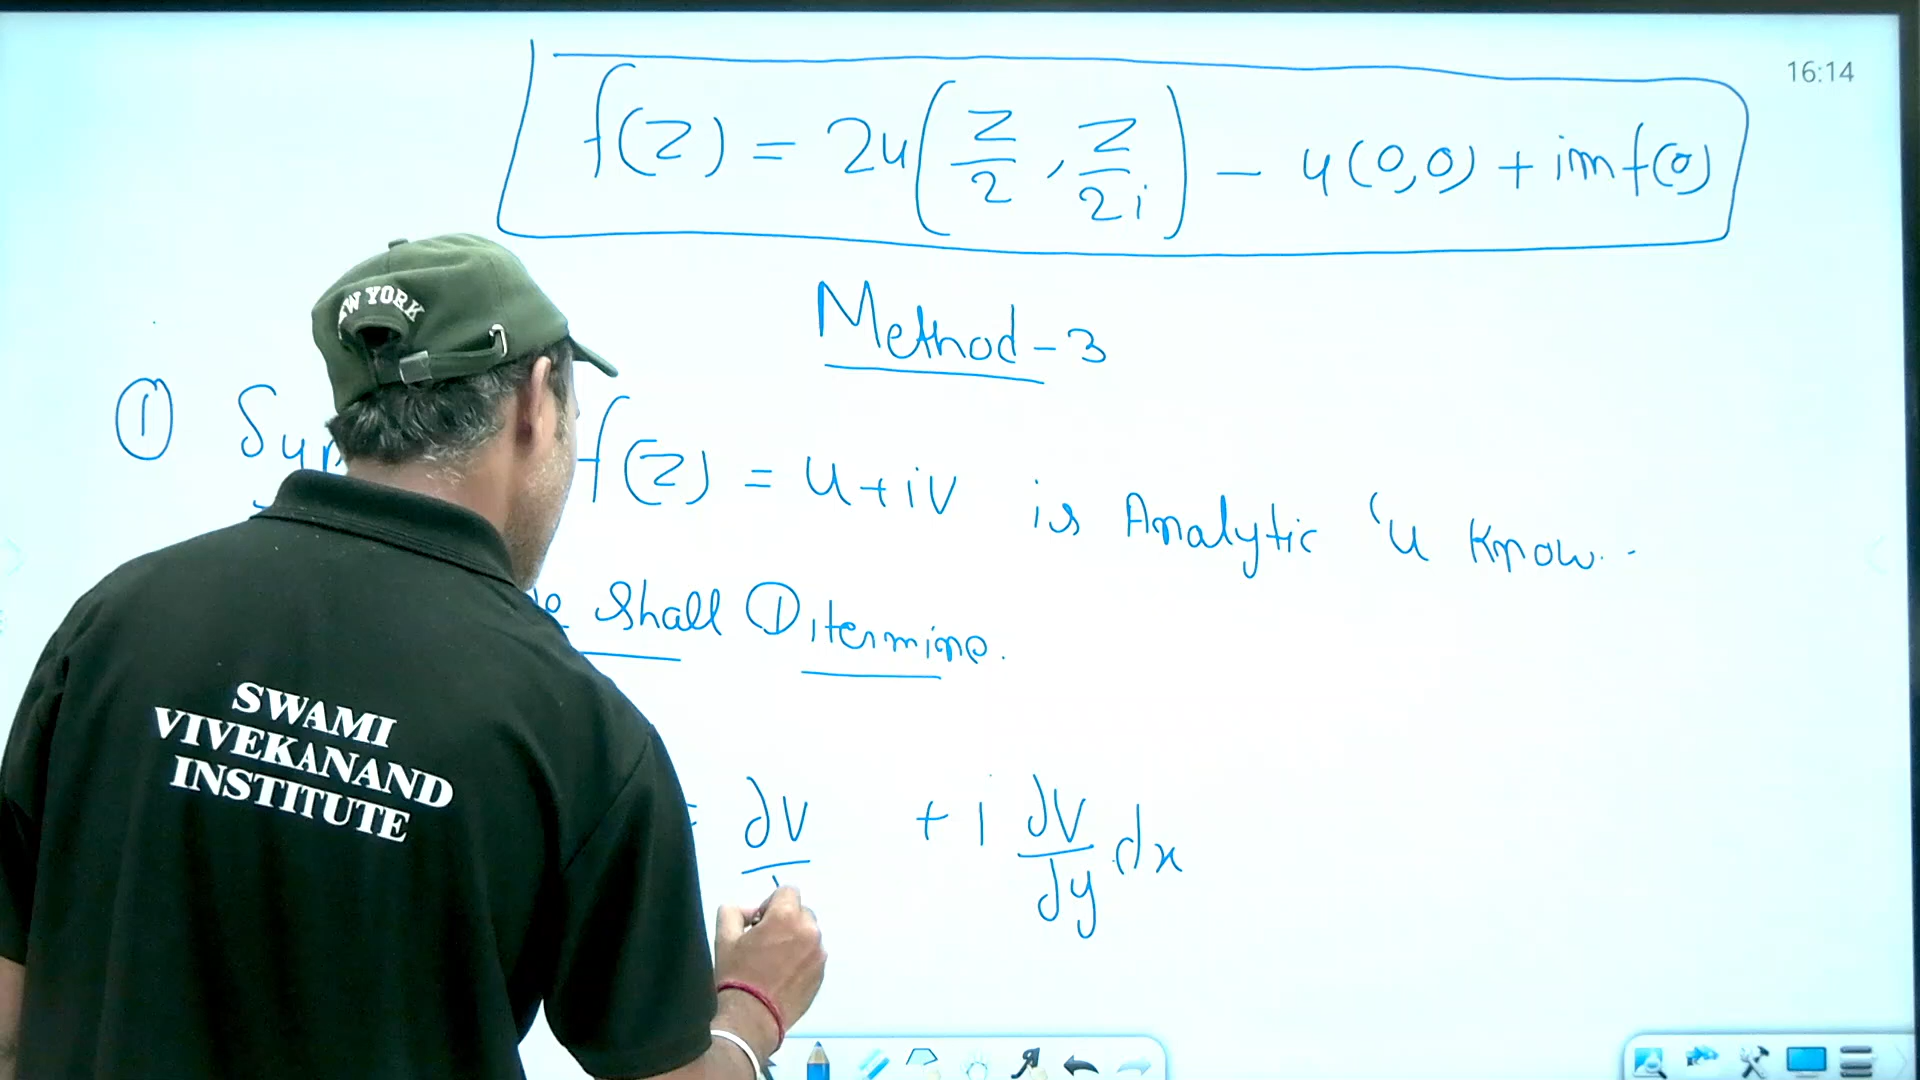 16:14
f(z) = 2u(z/2, z/2i) - u(0,0) + im f(0)
Method-3
① f(z) = u+iv is Analytic 'u Know..
Shall Ditermine.
= ∂v + i ∂v/∂y dx
NEW YORK
SWAMI
VIVEKANAND
INSTITUTE